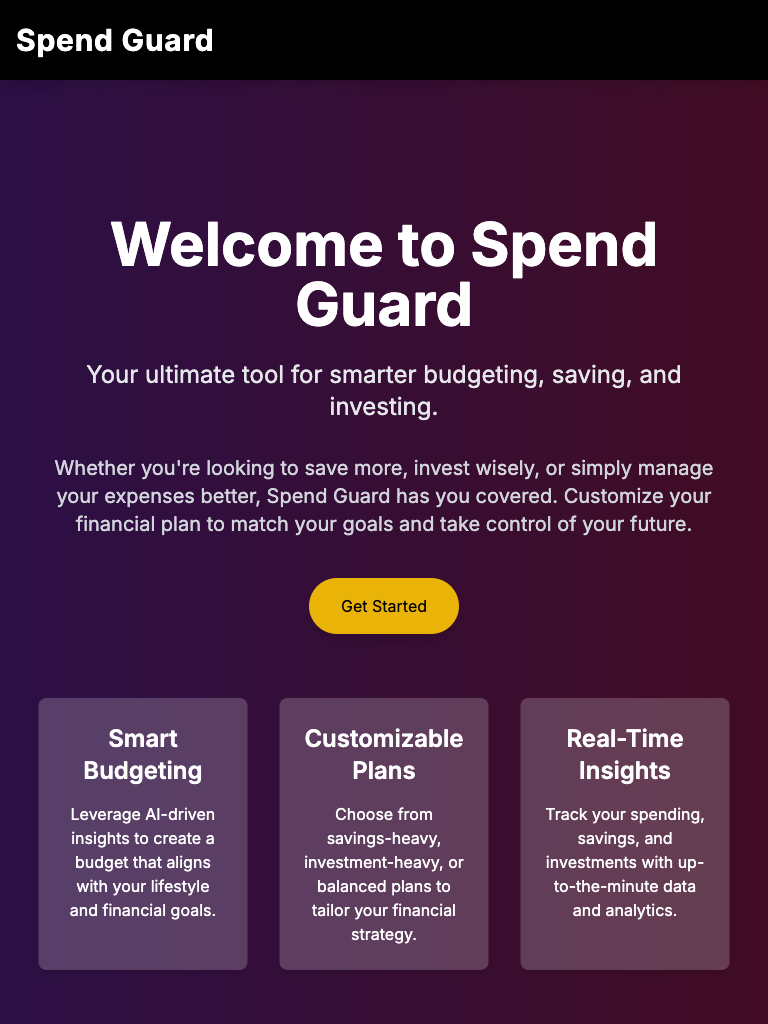 Spend Guard
Welcome to Spend
Guard
Your ultimate tool for smarter budgeting, saving, and
investing.
Whether you're looking to save more, invest wisely, or simply manage
your expenses better, Spend Guard has you covered. Customize your
financial plan to match your goals and take control of your future.
Get Started
Smart
Budgeting
Leverage AI-driven
insights to create a
budget that aligns
with your lifestyle
and financial goals.
Customizable
Plans
Choose from
savings-heavy,
investment-heavy, or
balanced plans to
tailor your financial
strategy.
Real-Time
Insights
Track your spending,
savings, and
investments with up-
to-the-minute data
and analytics.